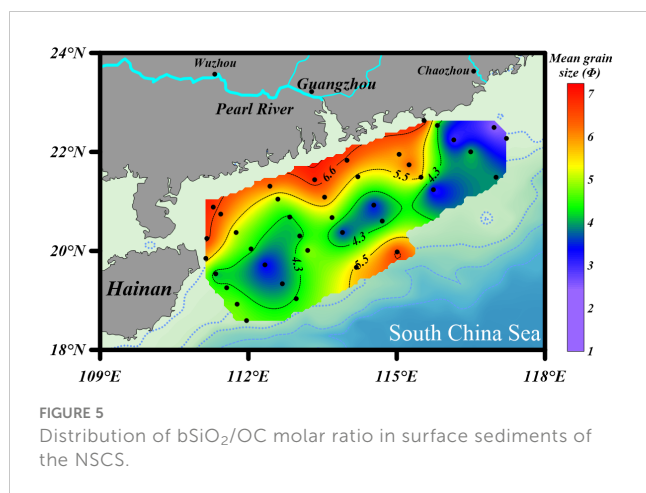 24°N
22°N
20°N
18°N
109°E
112°E
115°E
118°E
Wuzhou
Guangzhou
Chaozhou
Pearl River
Hainan
South China Sea
6.6
5.5
4.3
4.3
4.3
5.5
Mean grain
size (Φ)
7
6
5
4
3
2
1
FIGURE 5
Distribution of bSiO₂/OC molar ratio in surface sediments of
the NSCS.